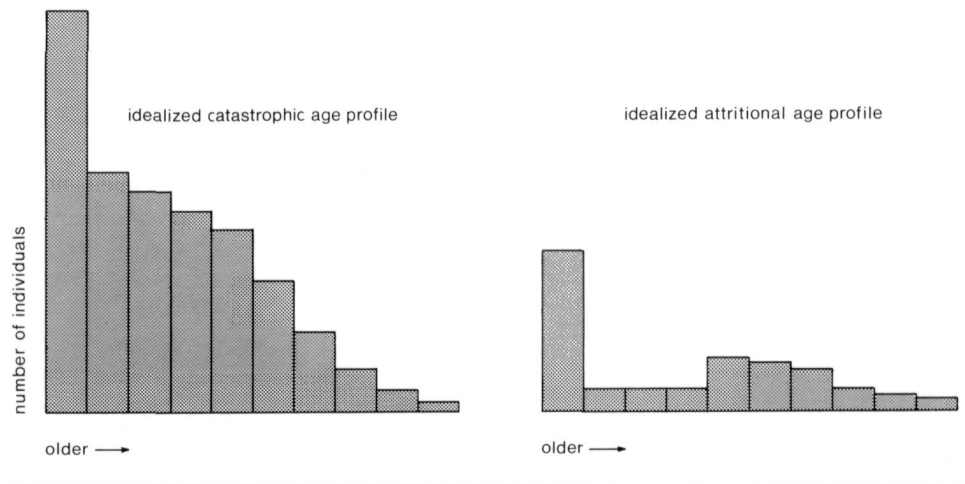 idealized catastrophic age profile
idealized attritional age profile
number of individuals
older →
older →